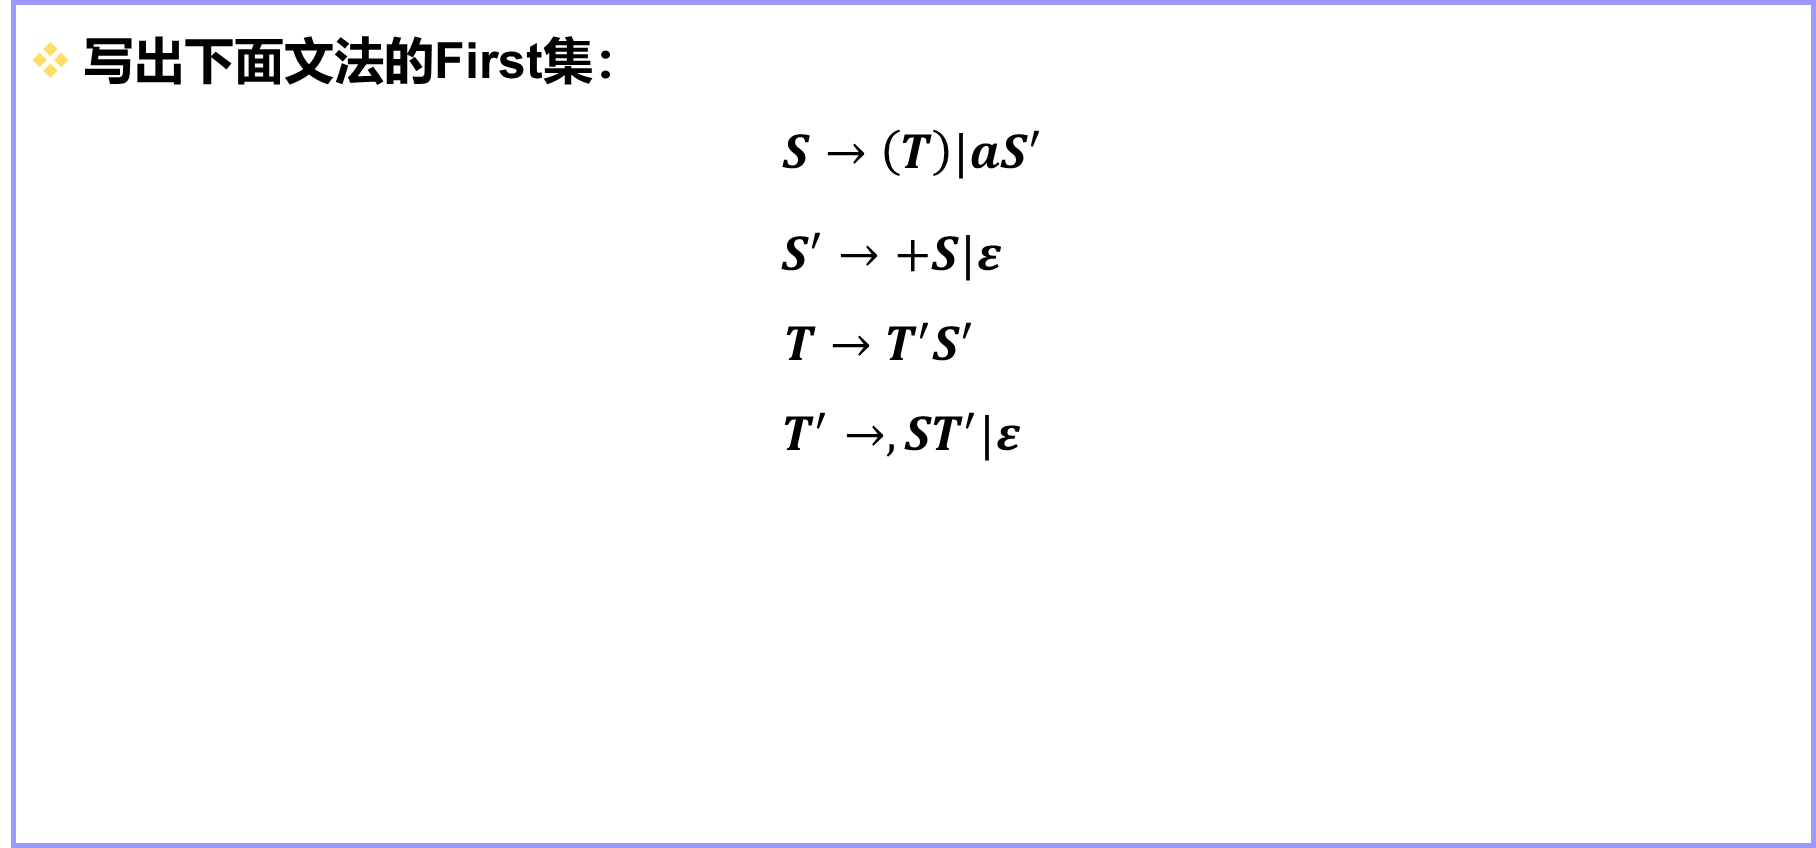 写出下面文法的First集：
S → (T)|aS′
S′ → +S|ε
T → T′S′
T′ →, ST′|ε